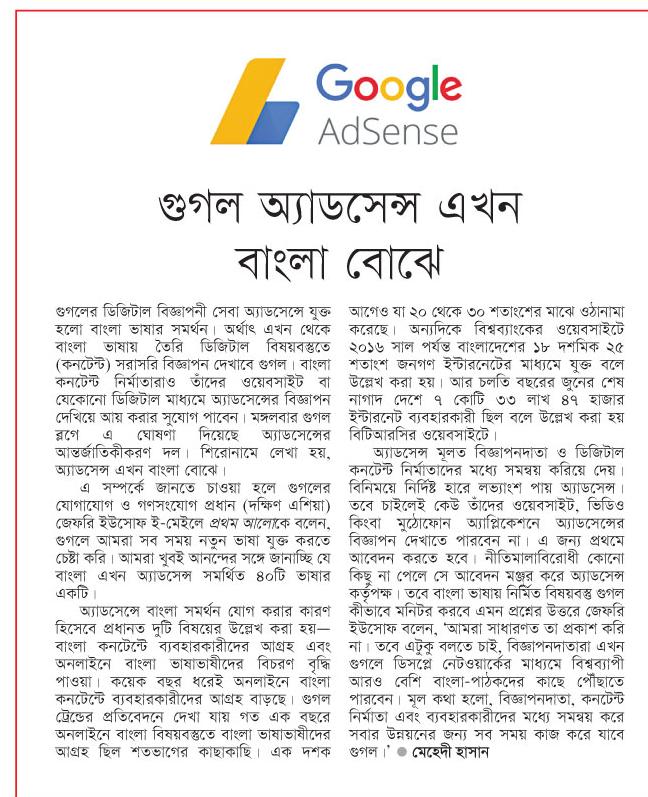 Google
AdSense
গুগল অ্যাডসেন্স এখন
বাংলা বোঝে
গুগলের ডিজিটাল বিজ্ঞাপনী সেবা অ্যাডসেন্সে যুক্ত
হলো বাংলা ভাষার সমর্থন। অর্থাৎ এখন থেকে
বাংলা ভাষায় তৈরি ডিজিটাল বিষয়বস্তুতে
(কনটেন্ট) সরাসরি বিজ্ঞাপন দেখাবে গুগল। বাংলা
কনটেন্ট নির্মাতারাও তাঁদের ওয়েবসাইট বা
যেকোনো ডিজিটাল মাধ্যমে অ্যাডসেন্সের বিজ্ঞাপন
দেখিয়ে আয় করার সুযোগ পাবেন। মঙ্গলবার গুগল
ব্লগে এ ঘোষণা দিয়েছে অ্যাডসেন্সের
আন্তর্জাতিকীকরণ দল। শিরোনামে লেখা হয়,
অ্যাডসেন্স এখন বাংলা বোঝে।
এ সম্পর্কে জানতে চাওয়া হলে গুগলের
যোগাযোগ ও গণসংযোগ প্রধান (দক্ষিণ এশিয়া)
জেফরি ইউসোফ ই-মেইলে প্রথম আলোকে বলেন,
গুগলে আমরা সব সময় নতুন ভাষা যুক্ত করতে
চেষ্টা করি। আমরা খুবই আনন্দের সঙ্গে জানাচ্ছি যে
বাংলা এখন অ্যাডসেন্স সমর্থিত ৪০টি ভাষার
একটি।
অ্যাডসেন্সে বাংলা সমর্থন যোগ করার কারণ
হিসেবে প্রধানত দুটি বিষয়ের উল্লেখ করা হয়—
বাংলা কনটেন্টে ব্যবহারকারীদের আগ্রহ এবং
অনলাইনে বাংলা ভাষাভাষীদের বিচরণ বৃদ্ধি
পাওয়া। কয়েক বছর ধরেই অনলাইনে বাংলা
কনটেন্টে ব্যবহারকারীদের আগ্রহ বাড়ছে। গুগল
ট্রেন্ডের প্রতিবেদনে দেখা যায় গত এক বছরে
অনলাইনে বাংলা বিষয়বস্তুতে বাংলা ভাষাভাষীদের
আগ্রহ ছিল শতভাগের কাছাকাছি। এক দশক
আগেও যা ২০ থেকে ৩০ শতাংশের মাঝে ওঠানামা
করেছে। অন্যদিকে বিশ্বব্যাংকের ওয়েবসাইটে
২০১৬ সাল পর্যন্ত বাংলাদেশের ১৮ দশমিক ২৫
শতাংশ জনগণ ইন্টারনেটের মাধ্যমে যুক্ত বলে
উল্লেখ করা হয়। আর চলতি বছরের জুনের শেষ
নাগাদ দেশে ৭ কোটি ৩৩ লাখ ৪৭ হাজার
ইন্টারনেট ব্যবহারকারী ছিল বলে উল্লেখ করা হয়
বিটিআরসির ওয়েবসাইটে।
অ্যাডসেন্স মূলত বিজ্ঞাপনদাতা ও ডিজিটাল
কনটেন্ট নির্মাতাদের মধ্যে সমন্বয় করিয়ে দেয়।
বিনিময়ে নির্দিষ্ট হারে লভ্যাংশ পায় অ্যাডসেন্স।
তবে চাইলেই কেউ তাঁদের ওয়েবসাইট, ভিডিও
কিংবা মুঠোফোন অ্যাপ্লিকেশনে অ্যাডসেন্সের
বিজ্ঞাপন দেখাতে পারবেন না। এ জন্য প্রথমে
আবেদন করতে হবে। নীতিমালাবিরোধী কোনো
কিছু না পেলে সে আবেদন মঞ্জুর করে অ্যাডসেন্স
কর্তৃপক্ষ। তবে বাংলা ভাষায় নির্মিত বিষয়বস্তু গুগল
কীভাবে মনিটর করবে এমন প্রশ্নের উত্তরে জেফরি
ইউসোফ বলেন, ‘আমরা সাধারণত তা প্রকাশ করি
না। তবে এটুকু বলতে চাই, বিজ্ঞাপনদাতারা এখন
গুগলে ডিসপ্লে নেটওয়ার্কের মাধ্যমে বিশ্বব্যাপী
আরও বেশি বাংলা-পাঠকদের কাছে পৌঁছাতে
পারবেন। মূল কথা হলো, বিজ্ঞাপনদাতা, কনটেন্ট
নির্মাতা এবং ব্যবহারকারীদের মধ্যে সমন্বয় করে
সবার উন্নয়নের জন্য সব সময় কাজ করে যাবে
গুগল।’ ● মেহেদী হাসান